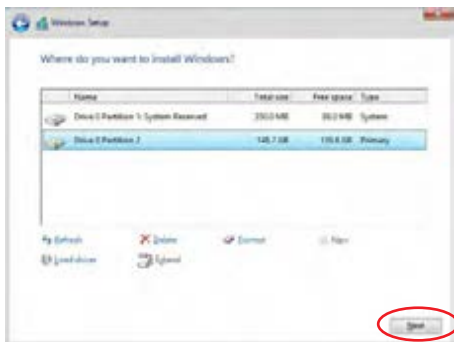 Windows Setup
Where do you want to install Windows?
Name Total size Free space Type
Drive 0 Partition 1: System Reserved 350.0 MB System
Drive 0 Partition 2 Primary
Refresh Delete Format New
Load driver Extend
Next